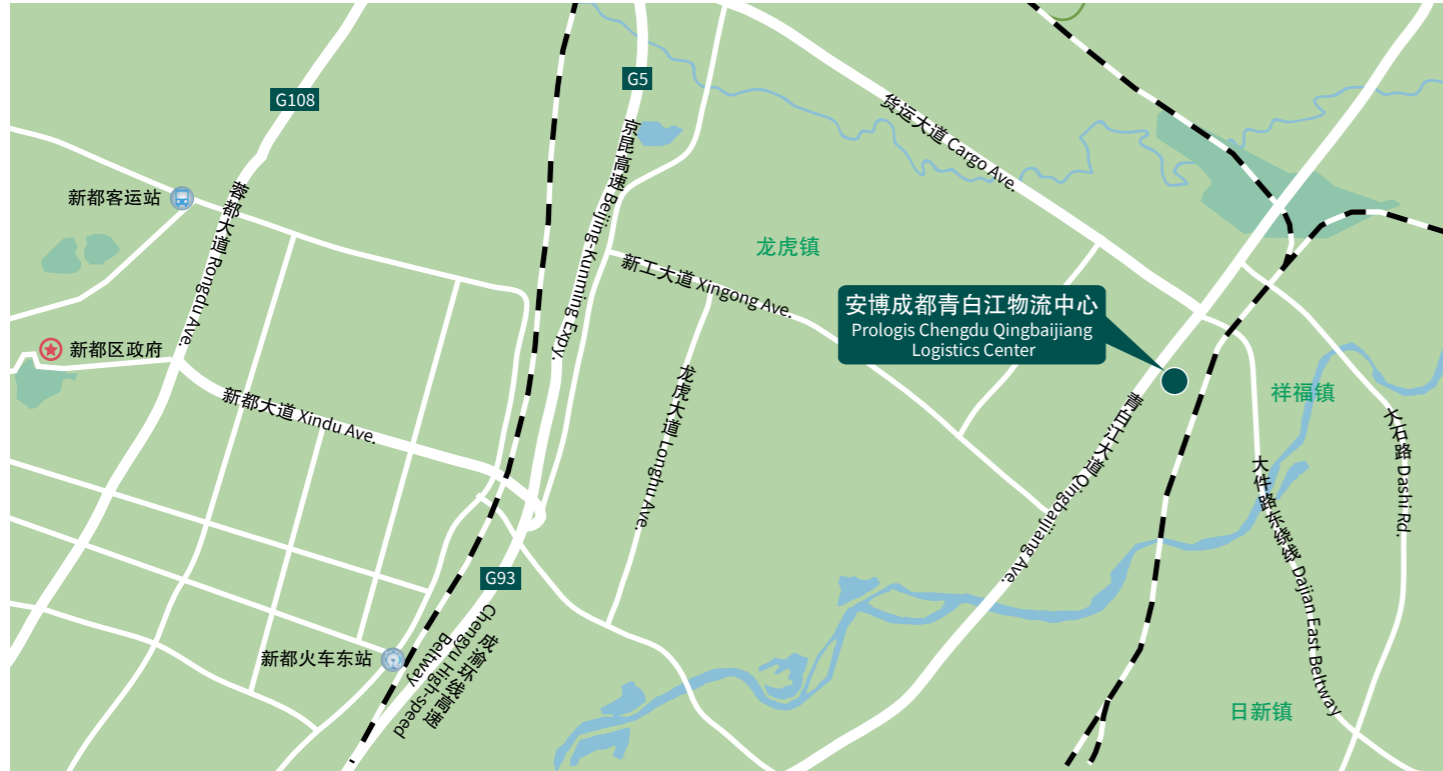 G108
G5
京昆高速 Beijing-Kunming Expy.
货运大道 Cargo Ave.
新都客运站
蓉都大道 Rongdu Ave.
龙虎镇
新工大道 Xingong Ave.
安博成都青白江物流中心
Prologis Chengdu Qingbaijiang
Logistics Center
新都区政府
新都大道 Xindu Ave.
龙虎大道 Longhu Ave.
青白江大道 Qingbaijiang Ave.
祥福镇
大石路 Dashi Rd.
大件路东绕线 Dajian East Beltway
G93
成渝环线高速
Chengyu High-speed
Beltway
新都火车东站
日新镇